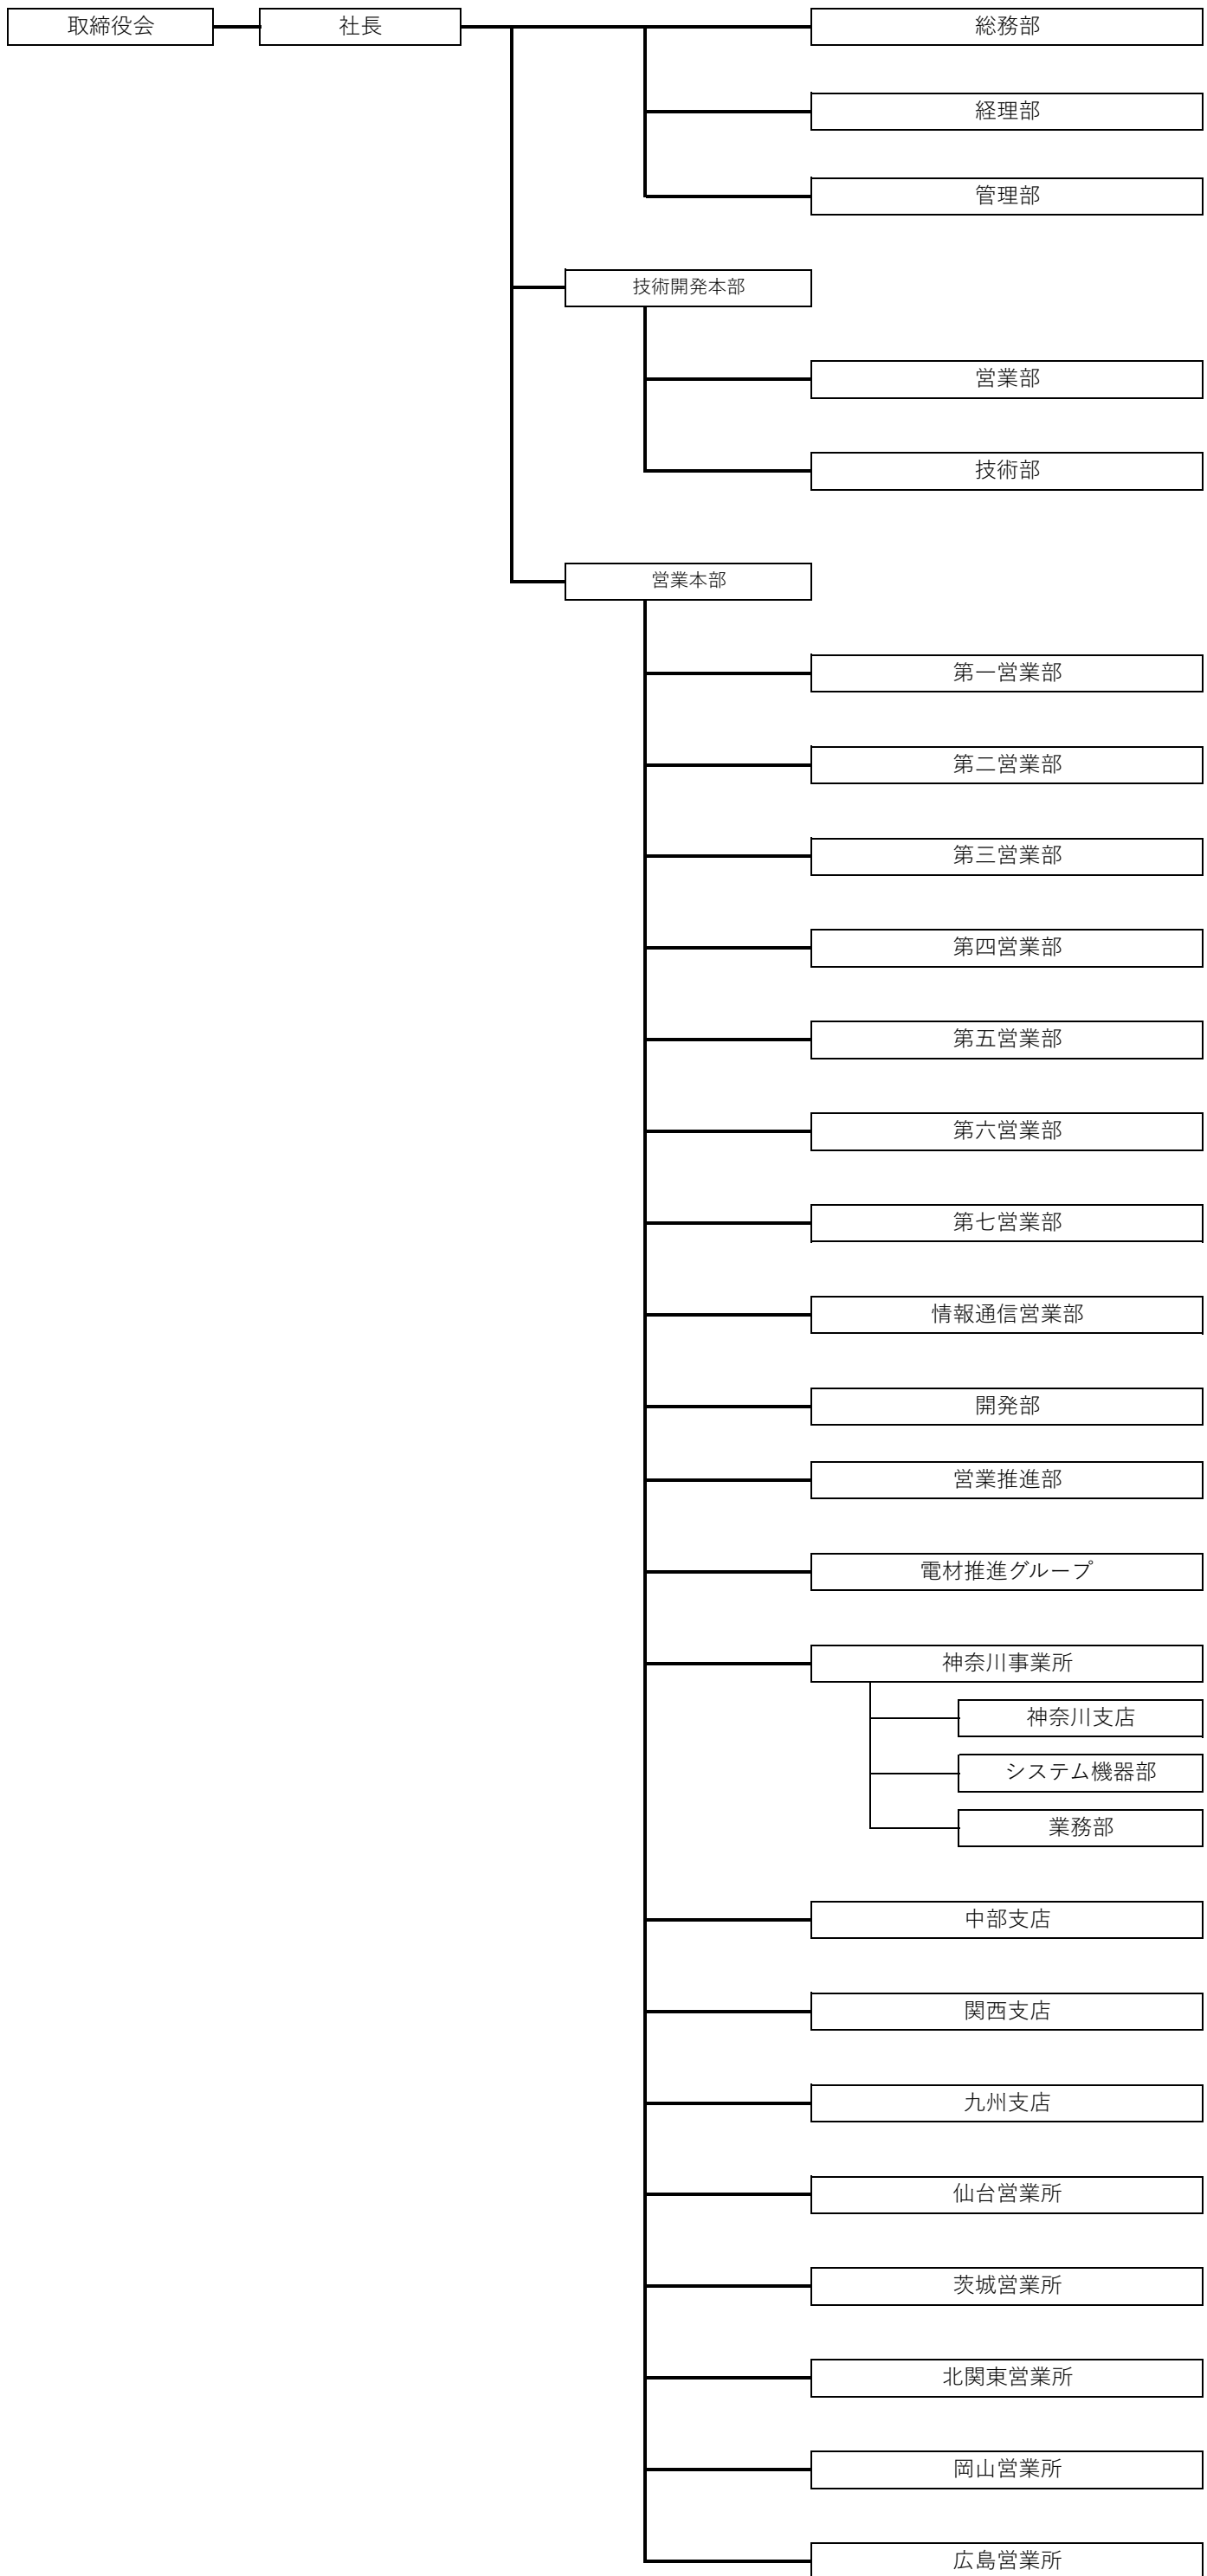 取締役会
社長
総務部
経理部
管理部
技術開発本部
営業部
技術部
営業本部
第一営業部
第二営業部
第三営業部
第四営業部
第五営業部
第六営業部
第七営業部
情報通信営業部
開発部
営業推進部
電材推進グループ
神奈川事業所
神奈川支店
システム機器部
業務部
中部支店
関西支店
九州支店
仙台営業所
茨城営業所
北関東営業所
岡山営業所
広島営業所